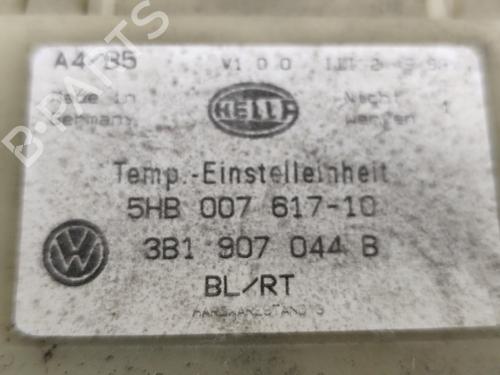 A4/B5 V1 0 0
Made in HELLA Nicht
Germany werfen
Temp.-Einstelleinheit
5HB 007 617-10
VW 3B1 907 044 B
BL/RT
B-PARTS